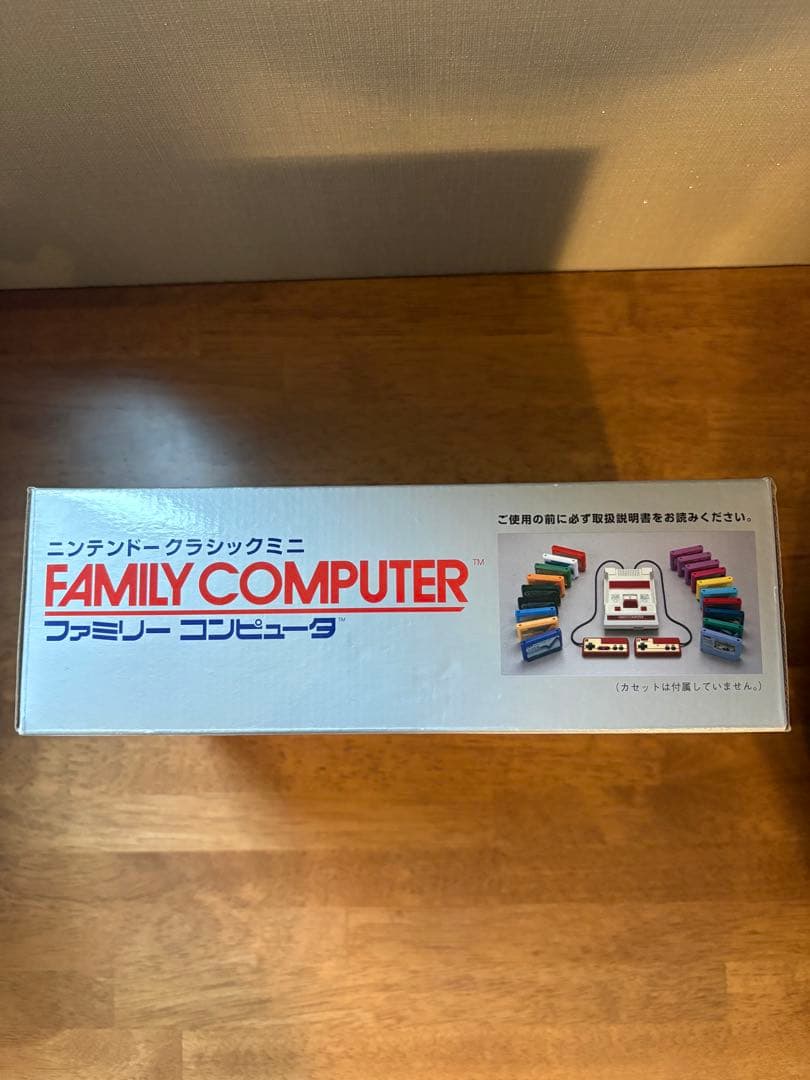 ニンテンドークラシックミニ
FAMILY COMPUTER™
ファミリー コンピュータ™
ご使用の前に必ず取扱説明書をお読みください。
(カセットは付属していません。)